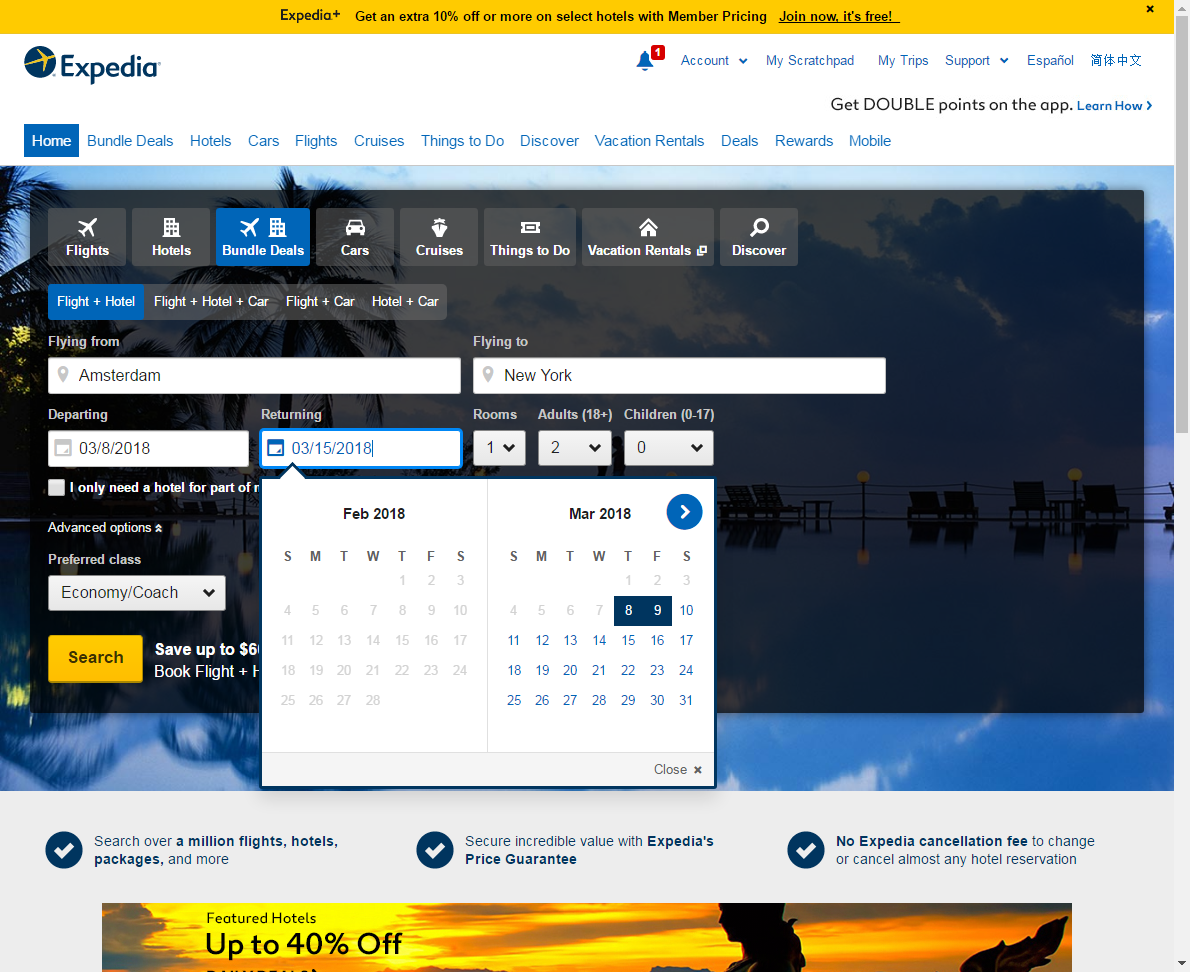 Expedia+ Get an extra 10% off or more on select hotels with Member Pricing Join now, it's free!
Expedia
1 Account My Scratchpad My Trips Support Español 简体中文
Get DOUBLE points on the app. Learn How
Home Bundle Deals Hotels Cars Flights Cruises Things to Do Discover Vacation Rentals Deals Rewards Mobile
Flights Hotels Bundle Deals Cars Cruises Things to Do Vacation Rentals Discover
Flight + Hotel Flight + Hotel + Car Flight + Car Hotel + Car
Flying from Flying to
Amsterdam New York
Departing Returning Rooms Adults (18+) Children (0-17)
03/8/2018 03/15/2018 1 2 0
I only need a hotel for part of
Advanced options
Preferred class
Economy/Coach
Search
Save up to $6
Book Flight + H
Feb 2018
S M T W T F S
1 2 3
4 5 6 7 8 9 10
11 12 13 14 15 16 17
18 19 20 21 22 23 24
25 26 27 28
Mar 2018
S M T W T F S
1 2 3
4 5 6 7 8 9 10
11 12 13 14 15 16 17
18 19 20 21 22 23 24
25 26 27 28 29 30 31
Close
Search over a million flights, hotels,
packages, and more
Secure incredible value with Expedia's
Price Guarantee
No Expedia cancellation fee to change
or cancel almost any hotel reservation
Featured Hotels
Up to 40% Off